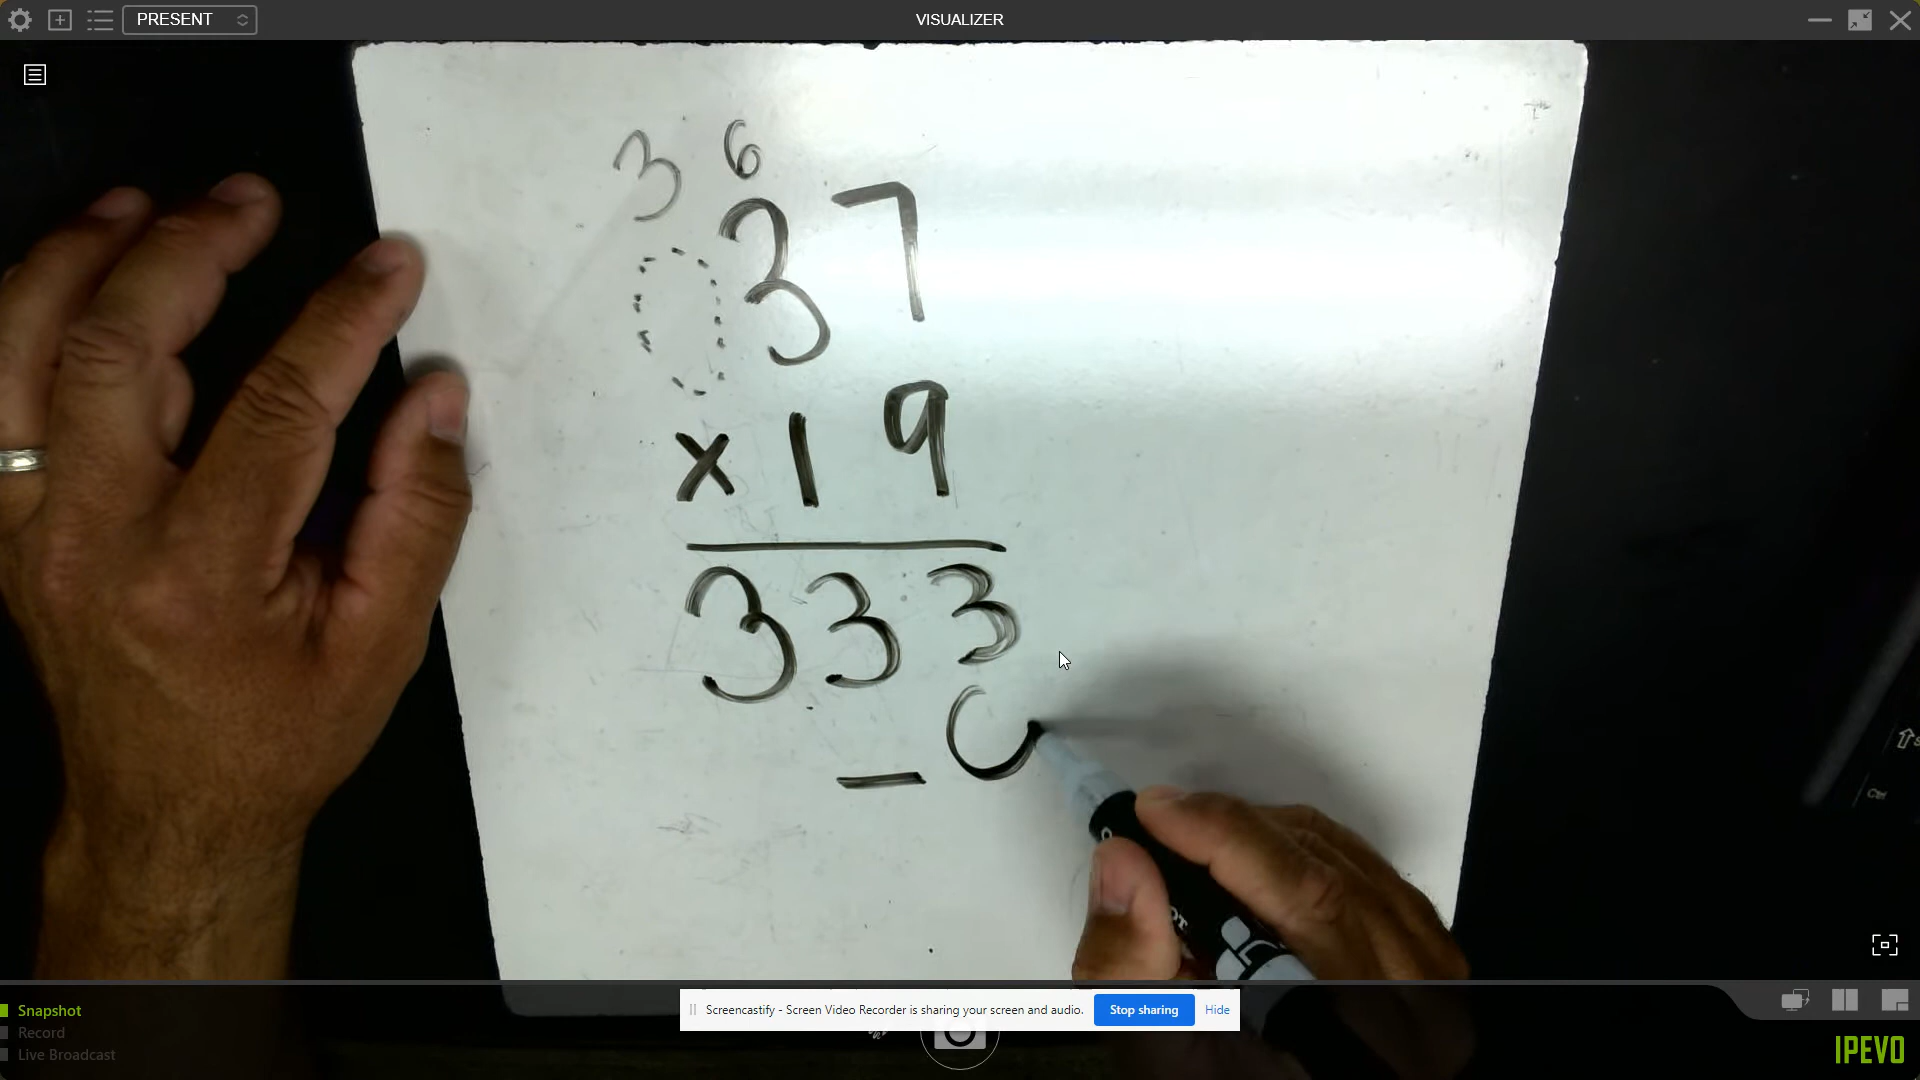 PRESENT
VISUALIZER
3 6
37
x 19
333
Snapshot
Record
Live Broadcast
Screencastify - Screen Video Recorder is sharing your screen and audio.
Stop sharing
Hide
Ctrl
IPEVO